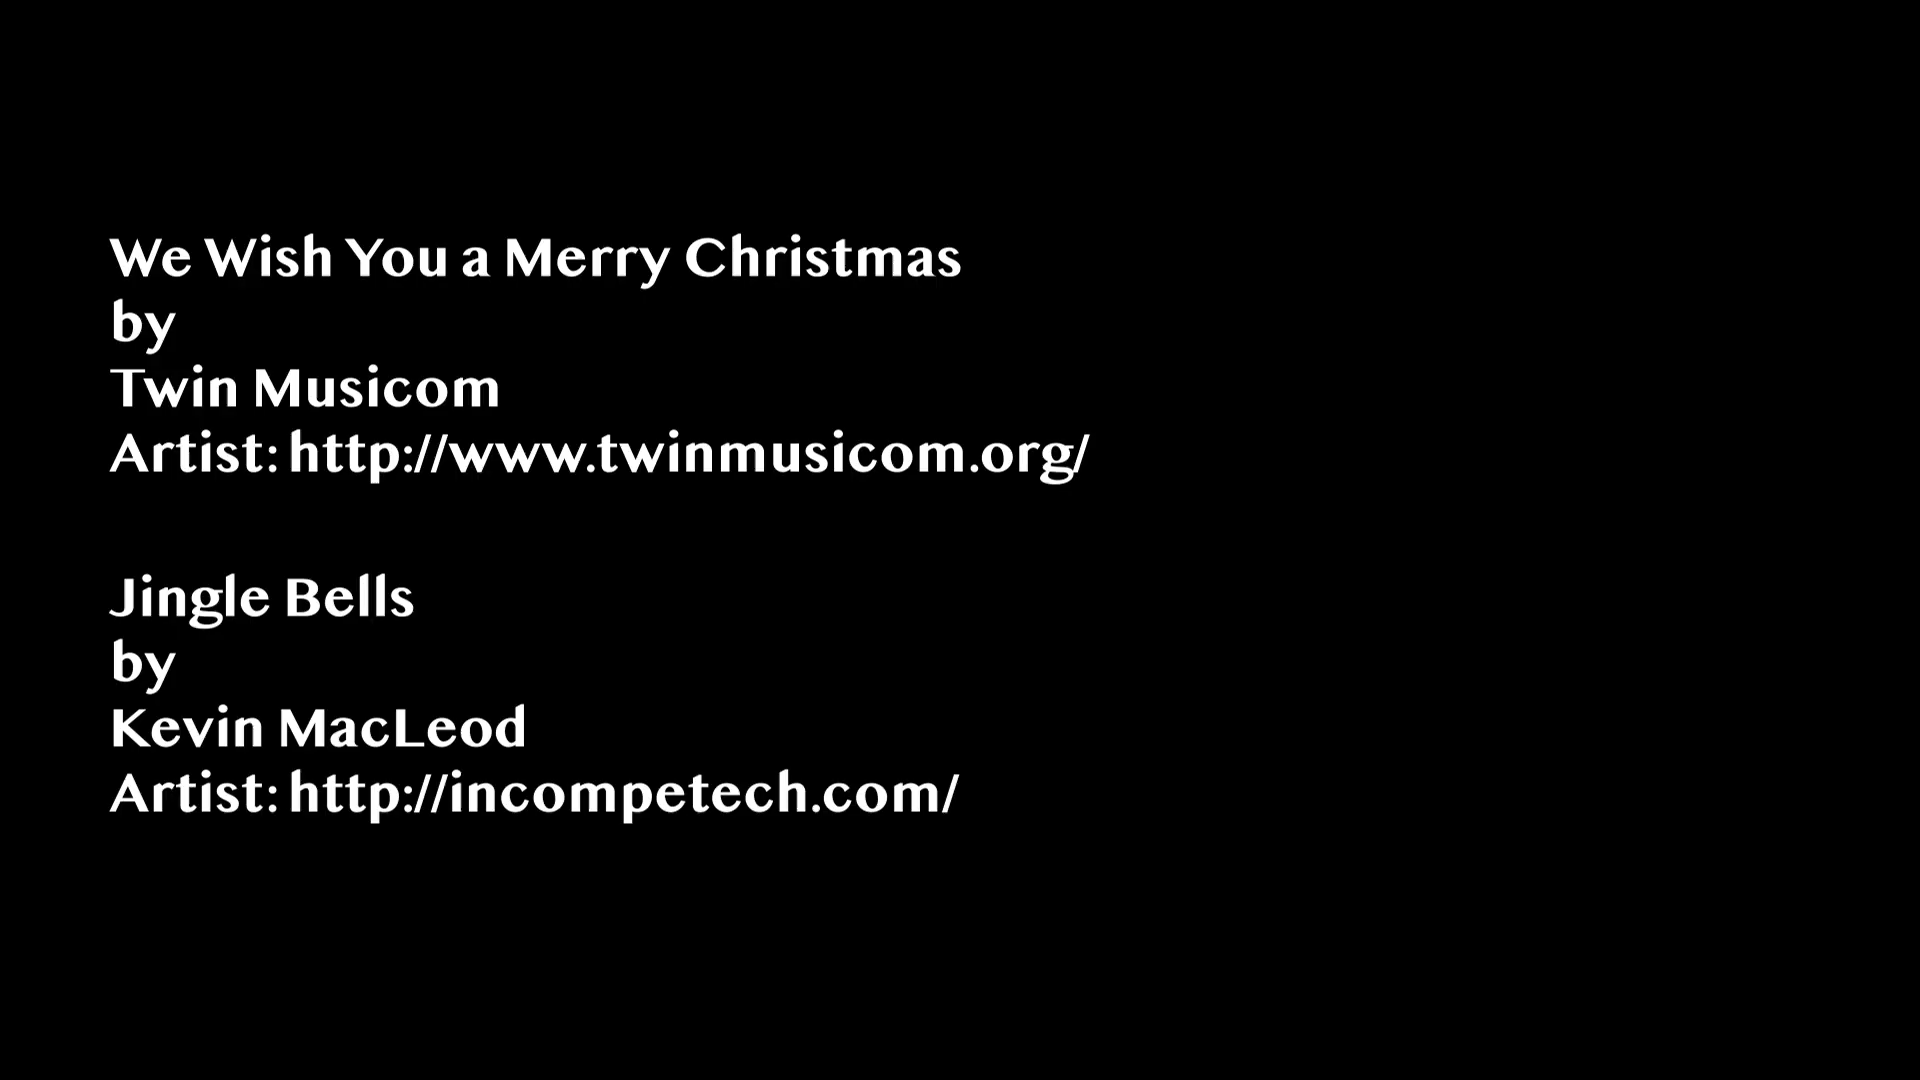 We Wish You a Merry Christmas
by
Twin Musicom
Artist: http://www.twinmusicom.org/
Jingle Bells
by
Kevin MacLeod
Artist: http://incompetech.com/